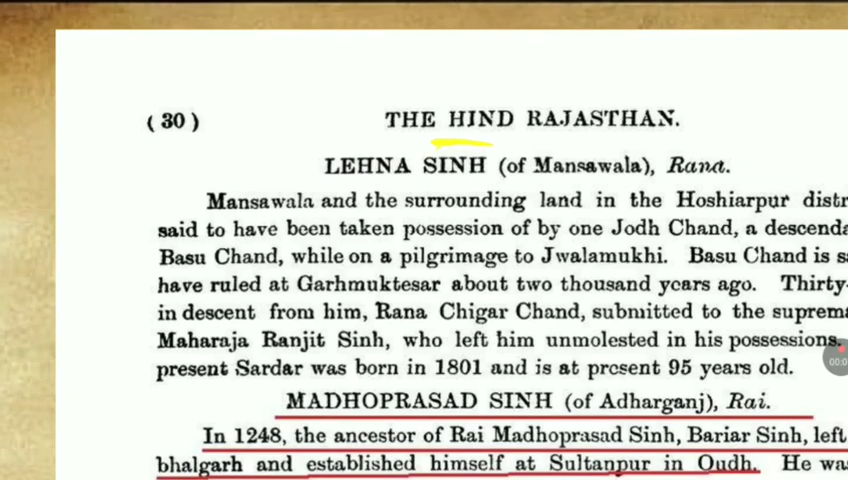 ( 30 )
THE HIND RAJASTHAN.
LEHNA SINH (of Mansawala), Rana.
Mansawala and the surrounding land in the Hoshiarpur
said to have been taken possession of by one Jodh Chand, a
Basu Chand, while on a pilgrimage to Jwalamukhi. Basu Chand is
have ruled at Garhmuktesar about two thousand years ago. Thirty-
in descent from him, Rana Chigar Chand, submitted to the
Maharaja Ranjit Sinh, who left him unmolested in his possessions.
present Sardar was born in 1801 and is at present 95 years old.
MADHOPRASAD SINH (of Adharganj), Rai.
In 1248, the ancestor of Rai Madhoprasad Sinh, Bariar Sinh, left
bhalgarh and established himself at Sultanpur in Oudh. He